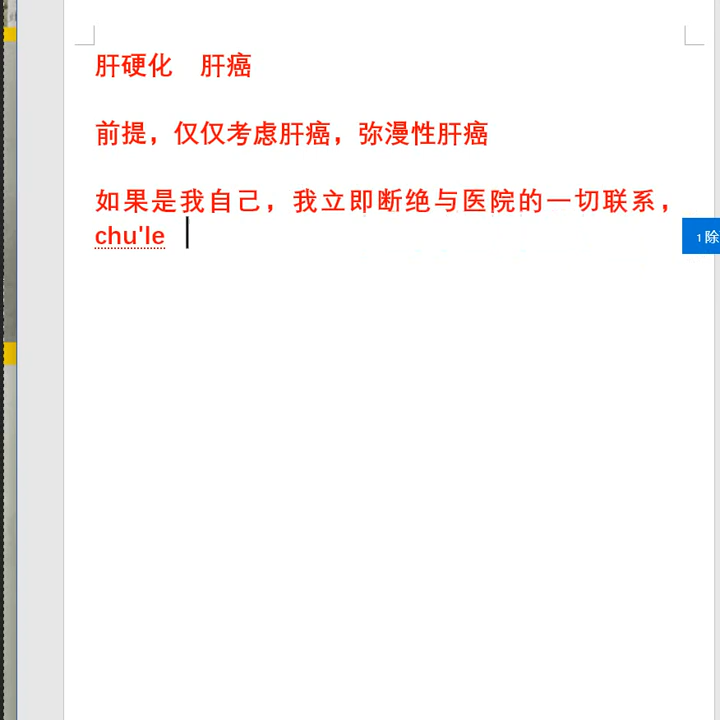 肝硬化 肝癌
前提，仅仅考虑肝癌，弥漫性肝癌
如果是我自己，我立即断绝与医院的一切联系，
chu'le
1 除